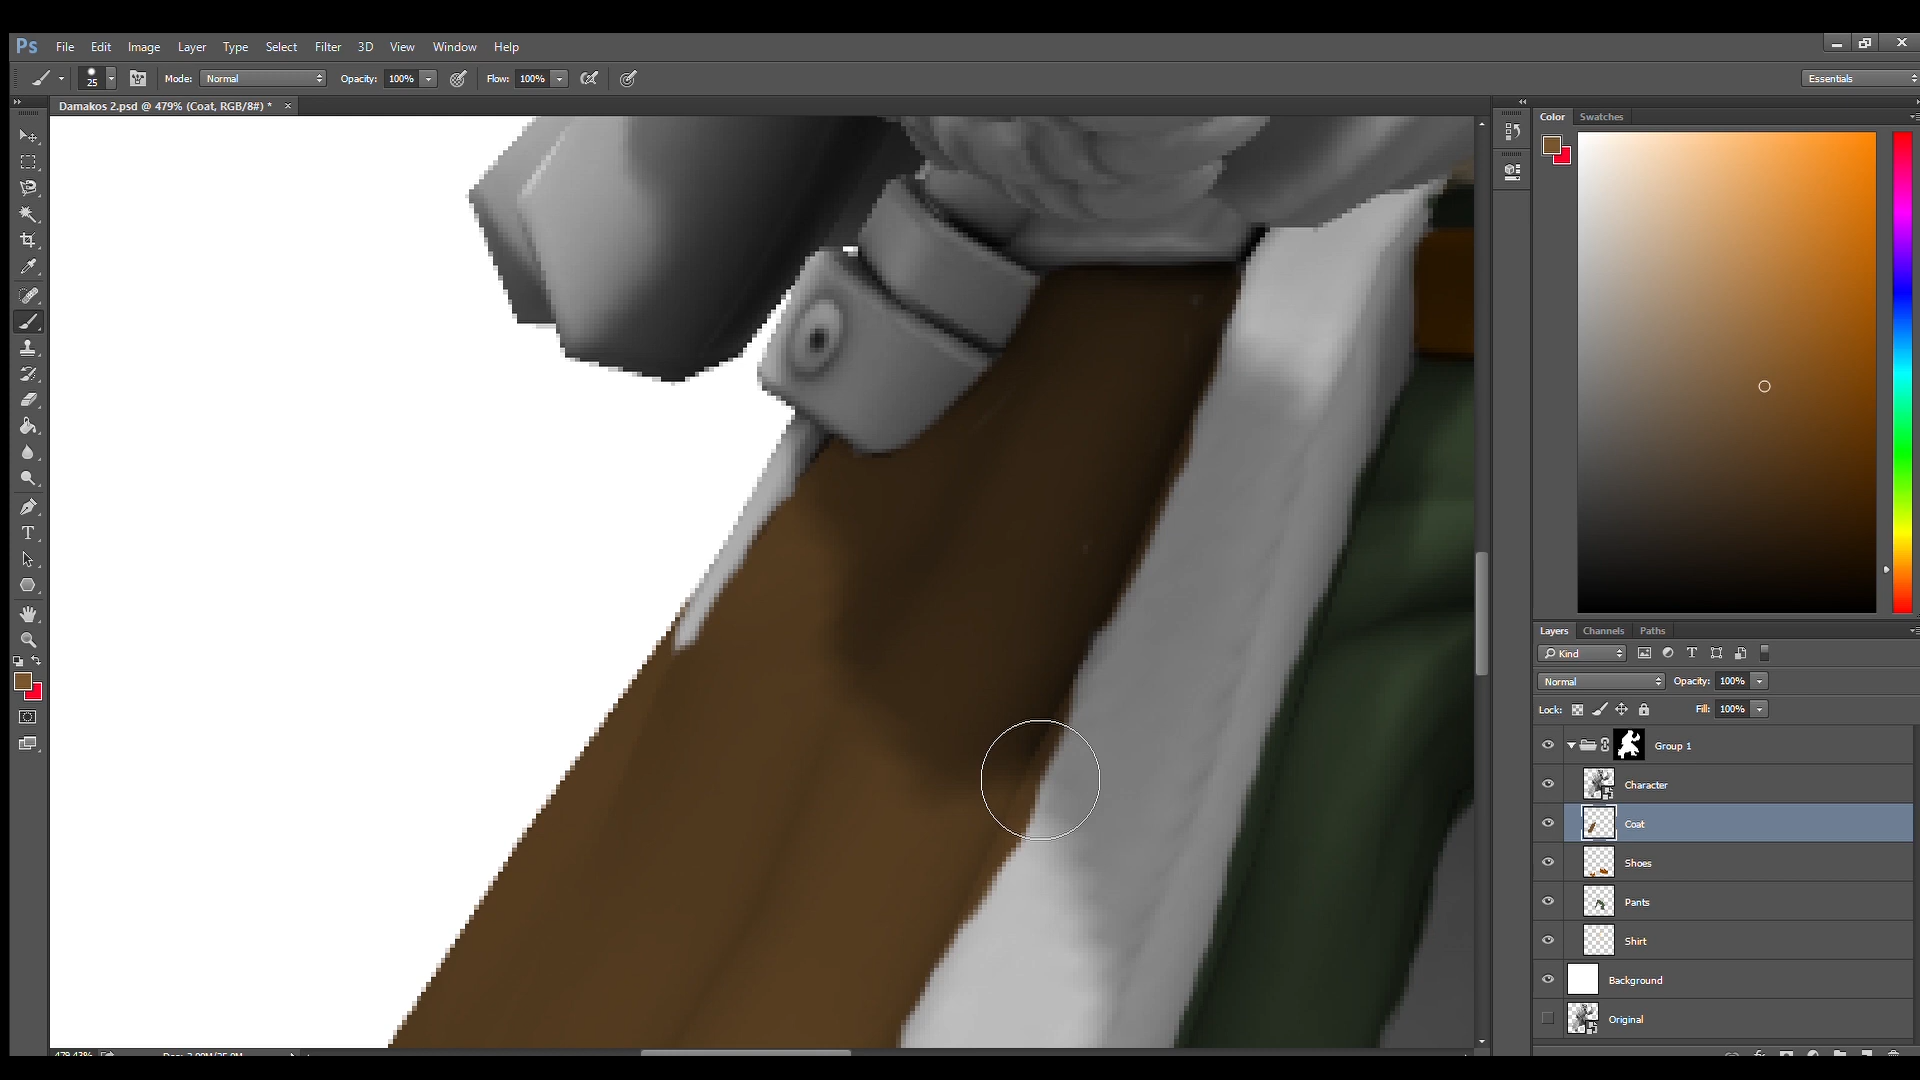 Ps File Edit Image Layer Type Select Filter 3D View Window Help
25 Mode: Normal Opacity: 100% Flow: 100% Essentials
Damakos 2.psd @ 479% (Coat, RGB/8#) * ×
Color Swatches
Layers Channels Paths
Kind
Normal Opacity: 100%
Lock: Fill: 100%
Group 1
Character
Coat
Shoes
Pants
Shirt
Background
Original